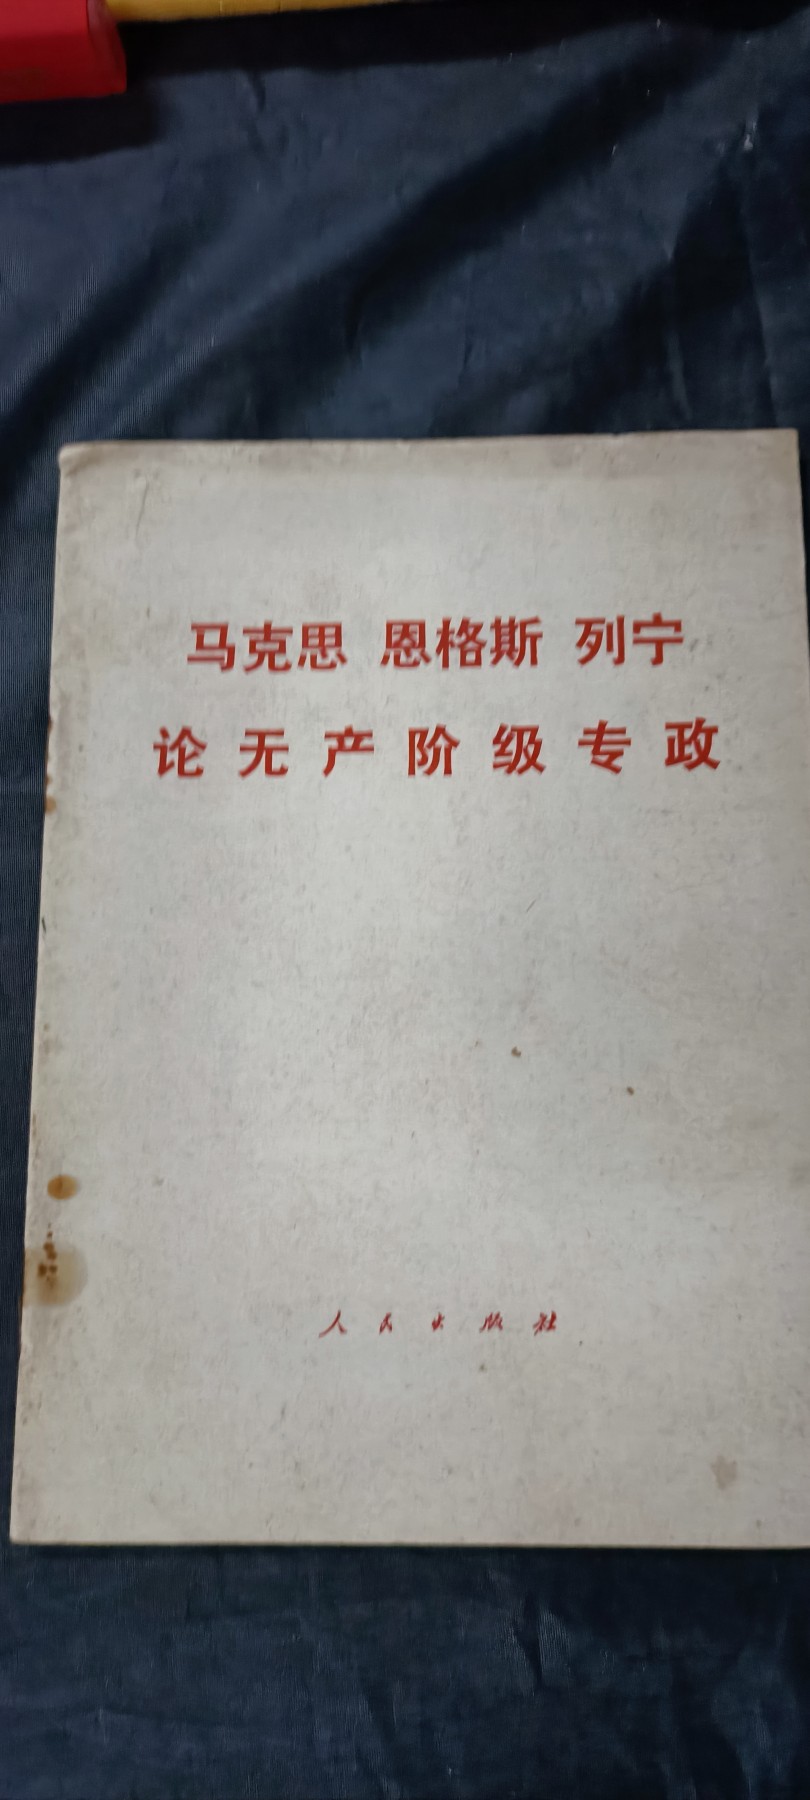 马克思 恩格斯 列宁
论无产阶级专政
人民出版社